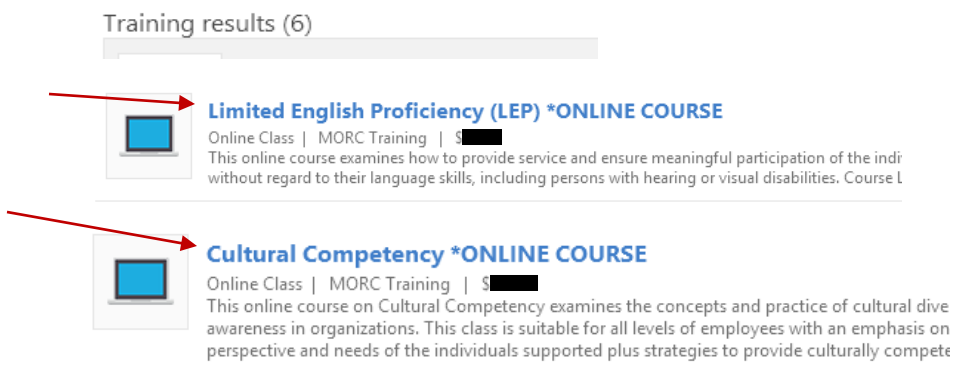 Training results (6)
Limited English Proficiency (LEP) *ONLINE COURSE
Online Class | MORC Training | $
This online course examines how to provide service and ensure meaningful participation of the indi
without regard to their language skills, including persons with hearing or visual disabilities. Course L
Cultural Competency *ONLINE COURSE
Online Class | MORC Training | $
This online course on Cultural Competency examines the concepts and practice of cultural dive
awareness in organizations. This class is suitable for all levels of employees with an emphasis on
perspective and needs of the individuals supported plus strategies to provide culturally compete